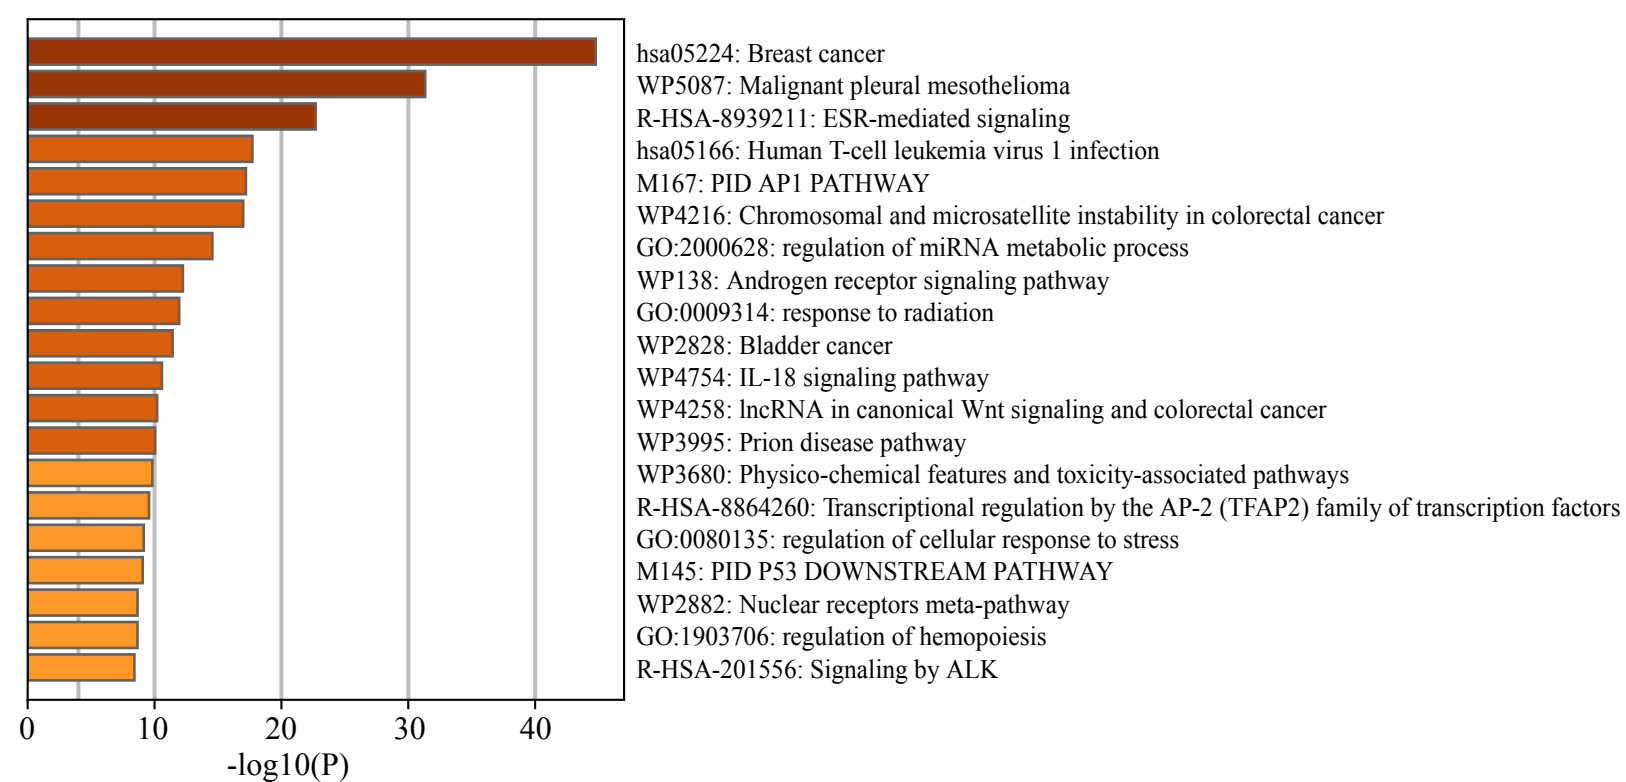 hsa05224: Breast cancer
WP5087: Malignant pleural mesothelioma
R-HSA-8939211: ESR-mediated signaling
hsa05166: Human T-cell leukemia virus 1 infection
M167: PID AP1 PATHWAY
WP4216: Chromosomal and microsatellite instability in colorectal cancer
GO:2000628: regulation of miRNA metabolic process
WP138: Androgen receptor signaling pathway
GO:0009314: response to radiation
WP2828: Bladder cancer
WP4754: IL-18 signaling pathway
WP4258: lncRNA in canonical Wnt signaling and colorectal cancer
WP3995: Prion disease pathway
WP3680: Physico-chemical features and toxicity-associated pathways
R-HSA-8864260: Transcriptional regulation by the AP-2 (TFAP2) family of transcription factors
GO:0080135: regulation of cellular response to stress
M145: PID P53 DOWNSTREAM PATHWAY
WP2882: Nuclear receptors meta-pathway
GO:1903706: regulation of hemopoiesis
R-HSA-201556: Signaling by ALK
0 10 20 30 40
-log10(P)